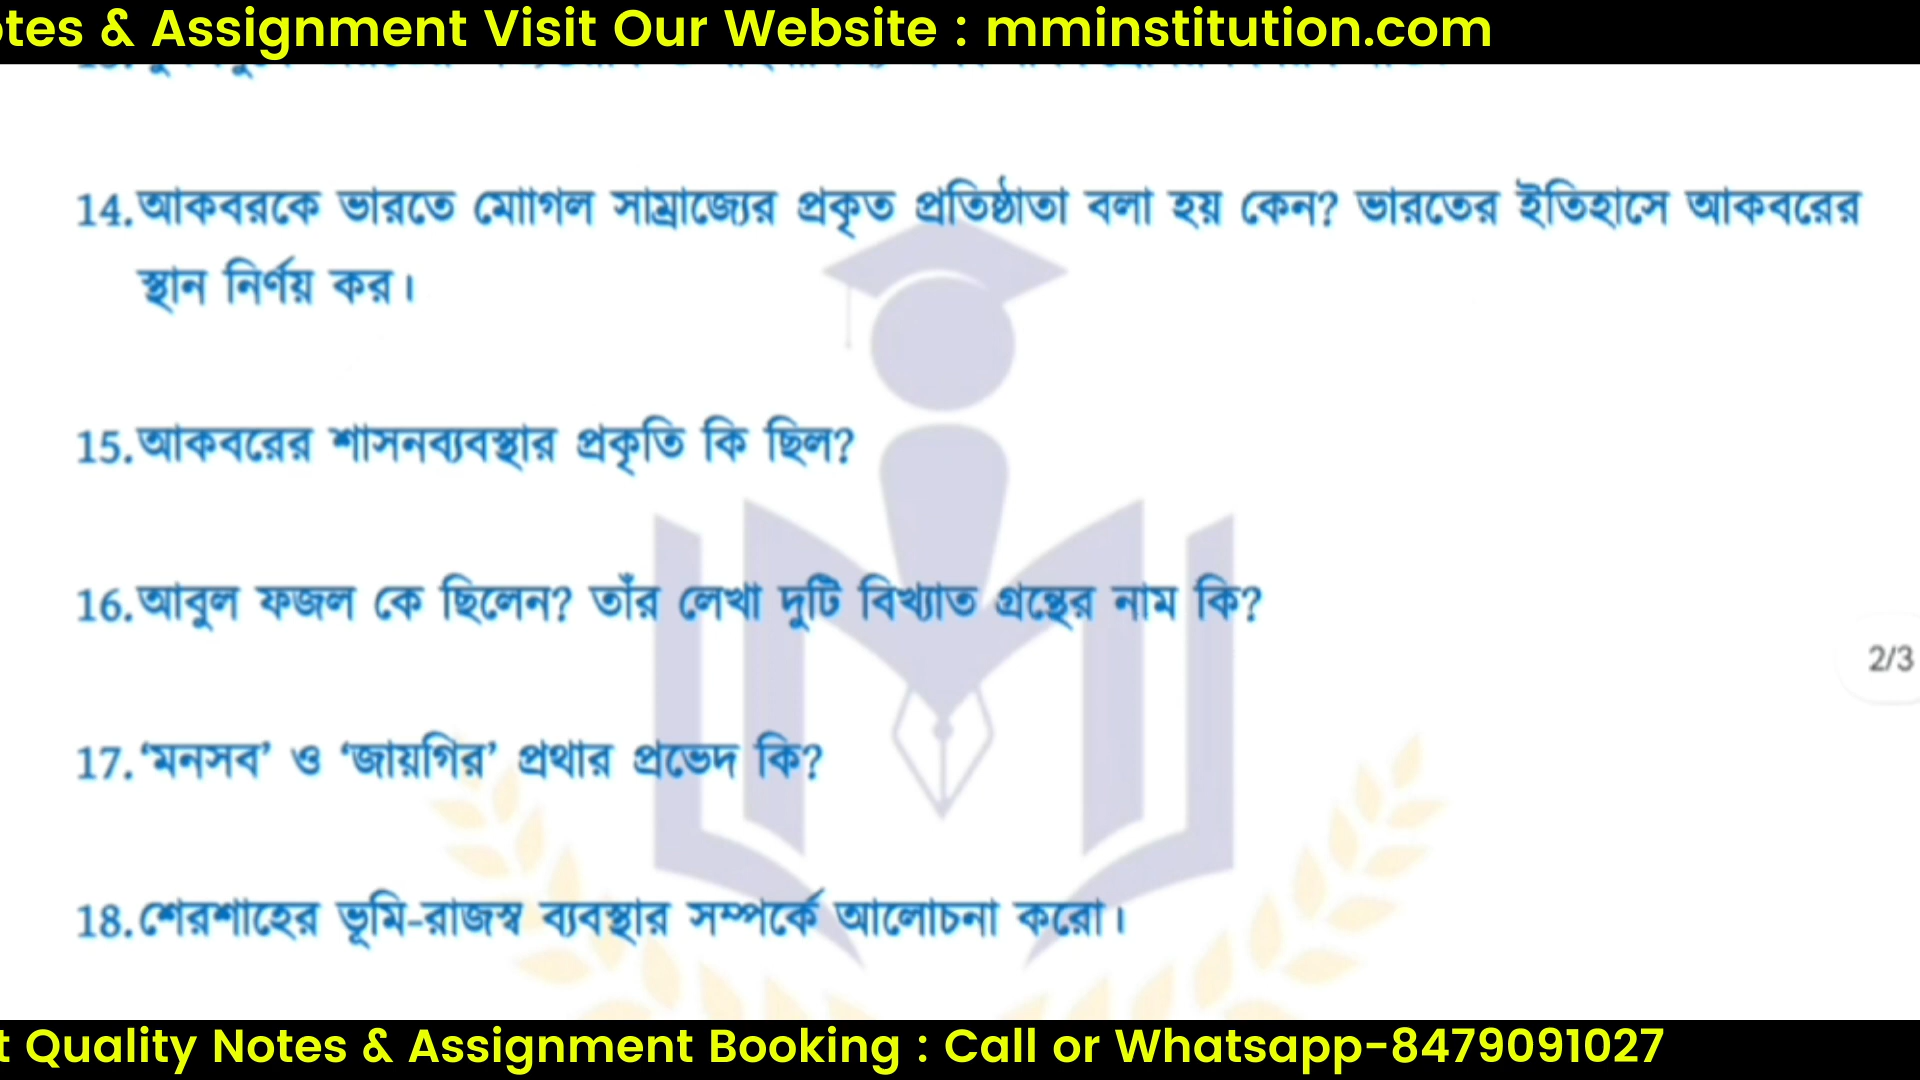 otes & Assignment Visit Our Website : mminstitution.com
14.আকবরকে ভারতে মোাগল সাম্রাজ্যের প্রকৃত প্রতিষ্ঠাতা বলা হয় কেন? ভারতের ইতিহাসে আকবরের
স্থান নির্ণয় কর।
15.আকবরের শাসনব্যবস্থার প্রকৃতি কি ছিল?
16.আবুল ফজল কে ছিলেন? তাঁর লেখা দুটি বিখ্যাত গ্রন্থের নাম কি?
2/3
17.‘মনসব’ ও ‘জায়গির’ প্রথার প্রভেদ কি?
18.শেরশাহের ভূমি-রাজস্ব ব্যবস্থার সম্পর্কে আলোচনা করো।
t Quality Notes & Assignment Booking : Call or Whatsapp-8479091027